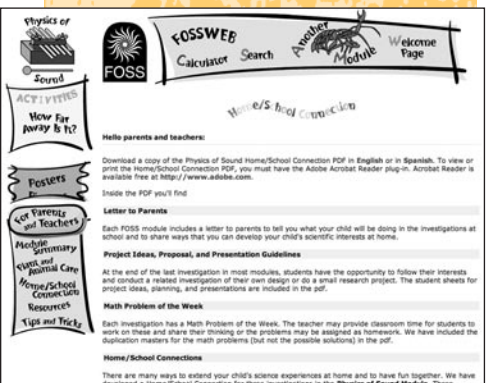 Physics of
Sound
ACTIVITIES
How Far
Away Is It?
Posters
For Parents
and Teachers
Module
Summary
Plant and
Animal Care
Home/School
Connection
Resources
Tips and Tricks
FOSS
FOSSWEB
Calculator
Search
Another
Module
Welcome
Page
Home/School Connection
Hello parents and teachers:
Download a copy of the Physics of Sound Home/School Connection PDF in English or in Spanish. To view or
print the Home/School Connection PDF, you must have the Adobe Acrobat Reader plug-in. Acrobat Reader is
available free at http://www.adobe.com.
Inside the PDF you'll find
Letter to Parents
Each FOSS module includes a letter to parents to tell you what your child will be doing in the investigations at
school and to share ways that you can develop your child's scientific interests at home.
Project Ideas, Proposal, and Presentation Guidelines
At the end of the last investigation in most modules, students have the opportunity to follow their interests
and conduct a related investigation of their own design or do a small research project. The student sheets for
project ideas, planning, and presentations are included in the pdf.
Math Problem of the Week
Each investigation has a Math Problem of the Week. The teacher may provide classroom time for students to
work on these and share their thinking or the problems may be assigned as homework. We have included the
duplication masters for the math problems (but not the possible solutions) in the pdf.
Home/School Connections
There are many ways to extend your child's science experiences at home and to have fun together. We have